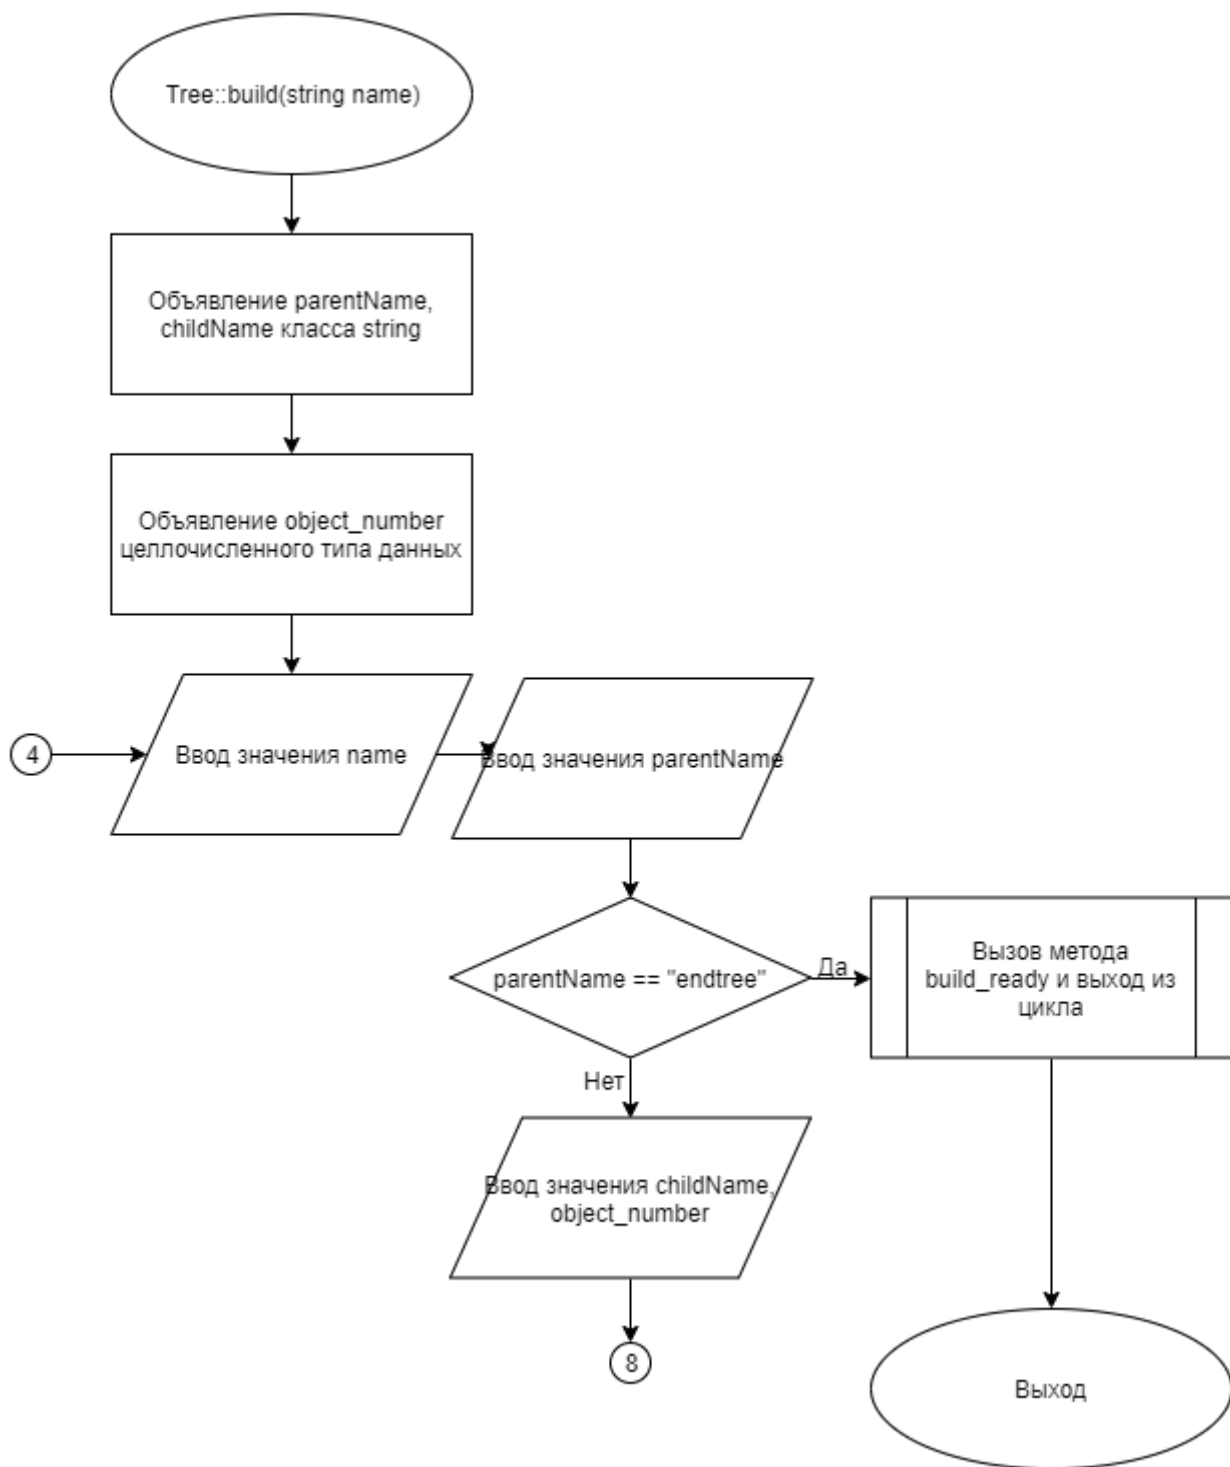 Tree::build(string name)
Объявление parentName,
childName класса string
Объявление object_number
целлочисленного типа данных
4
Ввод значения name
Ввод значения parentName
parentName == "endtree"
Да
Вызов метода
build_ready и выход из
цикла
Нет
Ввод значения childName,
object_number
8
Выход